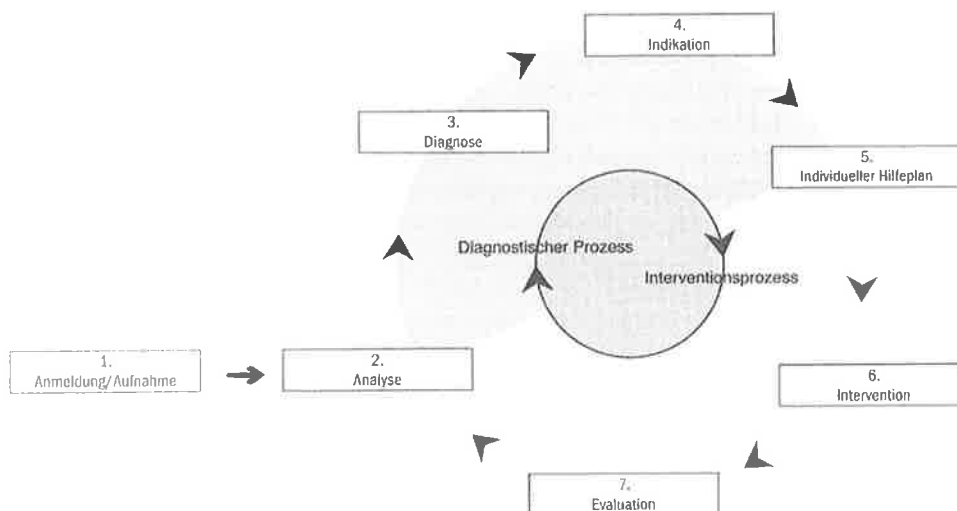 4.
Indikation
3.
Diagnose
5.
Individueller Hilfeplan
Diagnostischer Prozess
Interventionsprozess
1.
Anmeldung/Aufnahme
2.
Analyse
6.
Intervention
7.
Evaluation